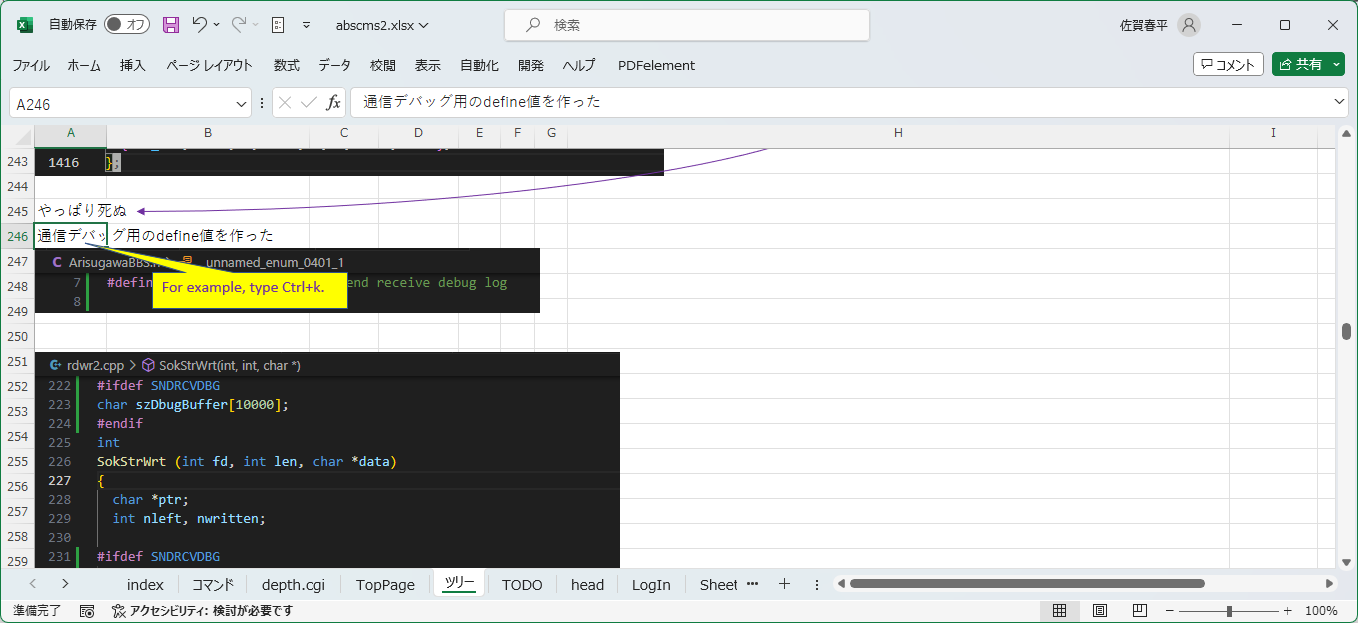 自動保存 オフ abscms2.xlsx 検索 佐賀春平
ファイル ホーム 挿入 ページ レイアウト 数式 データ 校閲 表示 自動化 開発 ヘルプ PDFelement コメント 共有
A246 fx 通信デバッグ用のdefine値を作った
A B C D E F G H I
243 1416 };
244
245 やっぱり死ぬ
246 通信デバッグ用のdefine値を作った
247 ArisugawaBBS. unnamed_enum_0401_1
248 7 #defin For example, type Ctrl+k. end receive debug log
8
249
250
251 rdwr2.cpp > SokStrWrt(int, int, char *)
252 222 #ifdef SNDRCVDBG
253 223 char szDbugBuffer[10000];
224 #endif
254 225 int
255 226 SokStrWrt (int fd, int len, char *data)
256 227 {
257 228 char *ptr;
258 229 int nleft, nwritten;
230
259 231 #ifdef SNDRCVDBG
index コマンド depth.cgi TopPage ツリー TODO head LogIn Sheet ••• +
準備完了 アクセシビリティ: 検討が必要です − + 100%